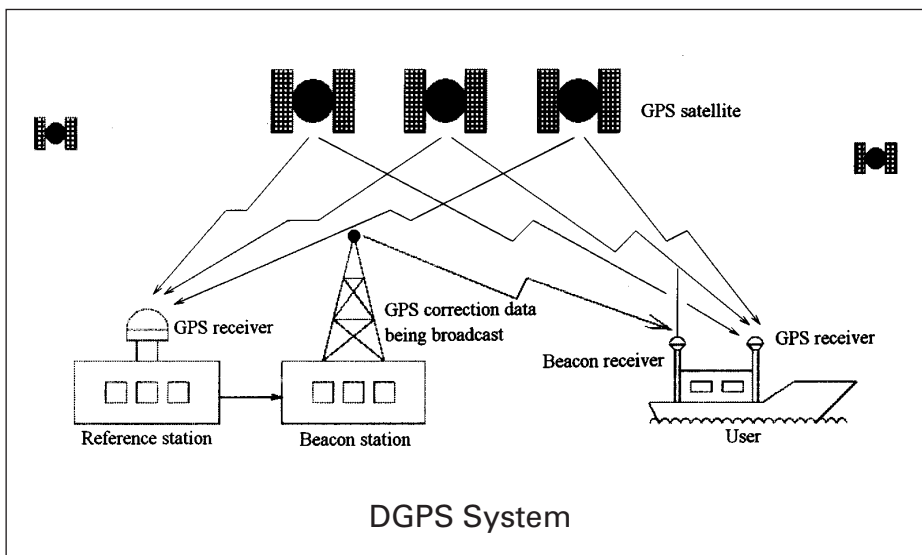 GPS satellite
GPS receiver
GPS correction data
being broadcast
Beacon receiver
GPS receiver
Reference station
Beacon station
User
DGPS System